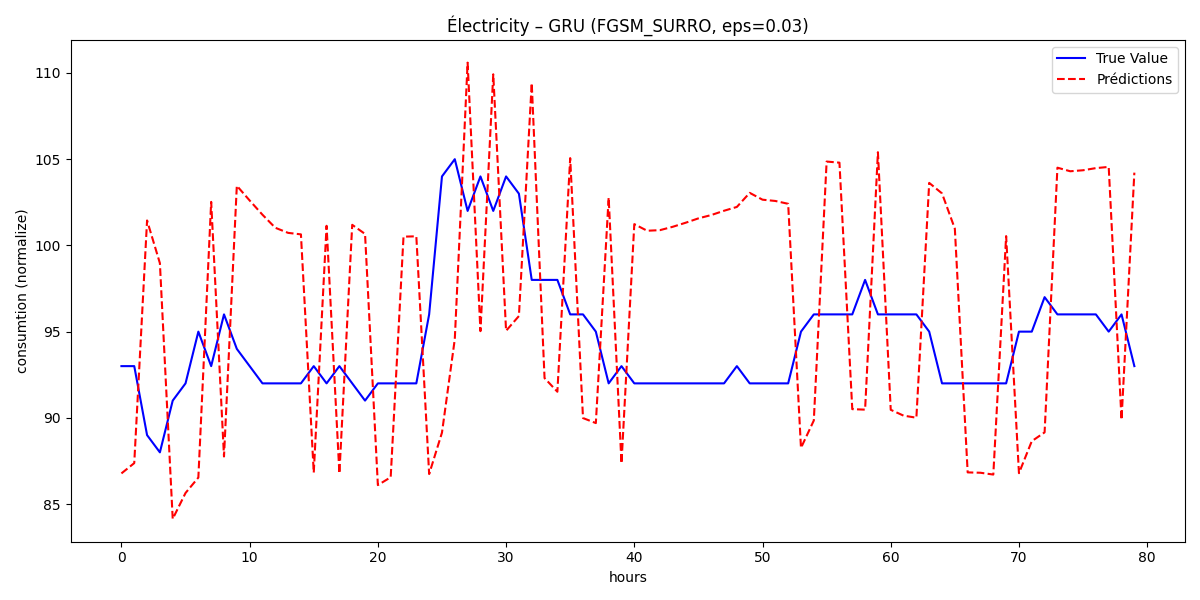 Électricity – GRU (FGSM_SURRO, eps=0.03)
True Value
Prédictions
consumtion (normalize)
110
105
100
95
90
85
0 10 20 30 40 50 60 70 80
hours